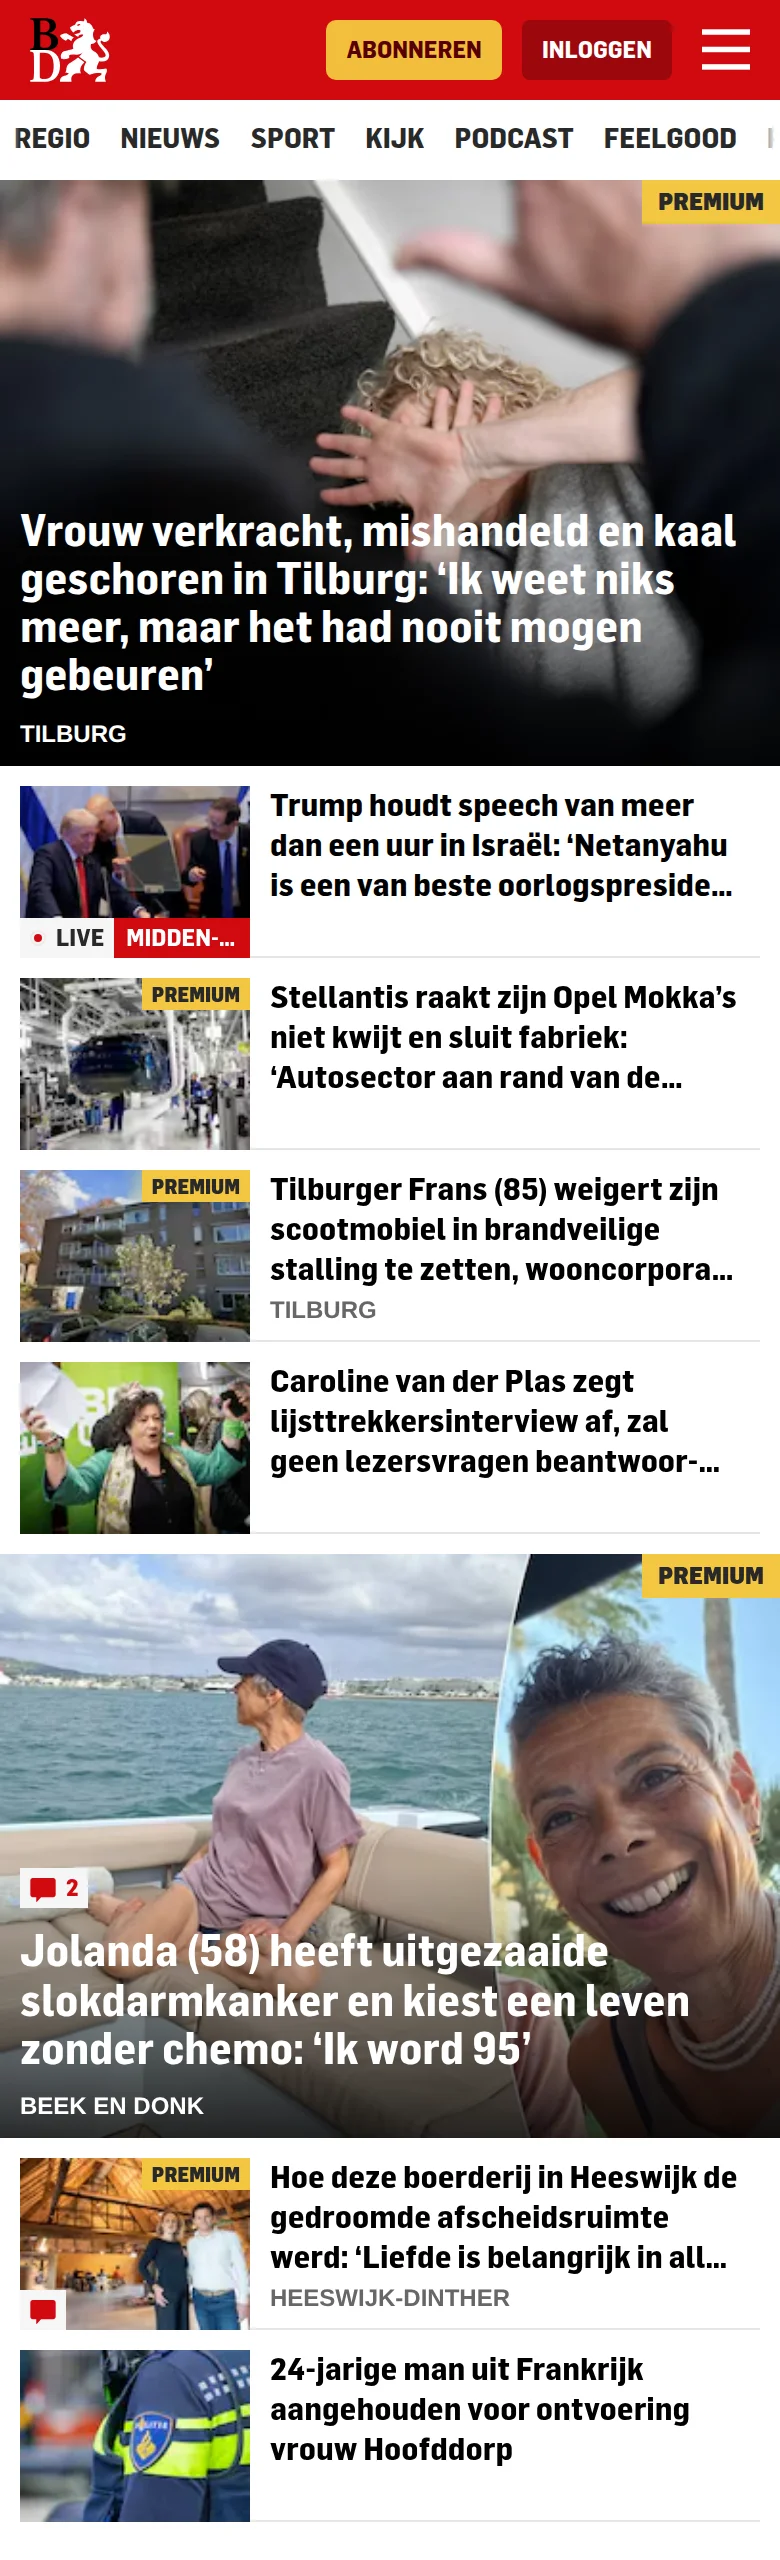 BD
ABONNEREN
INLOGGEN
REGIO NIEUWS SPORT KIJK PODCAST FEELGOOD
PREMIUM
Vrouw verkracht, mishandeld en kaal
geschoren in Tilburg: ‘Ik weet niks
meer, maar het had nooit mogen
gebeuren’
TILBURG
Trump houdt speech van meer
dan een uur in Israël: ‘Netanyahu
is een van beste oorlogspreside...
LIVE MIDDEN-...
PREMIUM
Stellantis raakt zijn Opel Mokka’s
niet kwijt en sluit fabriek:
‘Autosector aan rand van de...
PREMIUM
Tilburger Frans (85) weigert zijn
scootmobiel in brandveilige
stalling te zetten, wooncorpora...
TILBURG
Caroline van der Plas zegt
lijsttrekkersinterview af, zal
geen lezersvragen beantwoor-...
PREMIUM
2
Jolanda (58) heeft uitgezaaide
slokdarmkanker en kiest een leven
zonder chemo: ‘Ik word 95’
BEEK EN DONK
PREMIUM
Hoe deze boerderij in Heeswijk de
gedroomde afscheidsruimte
werd: ‘Liefde is belangrijk in all...
HEESWIJK-DINTHER
24-jarige man uit Frankrijk
aangehouden voor ontvoering
vrouw Hoofddorp